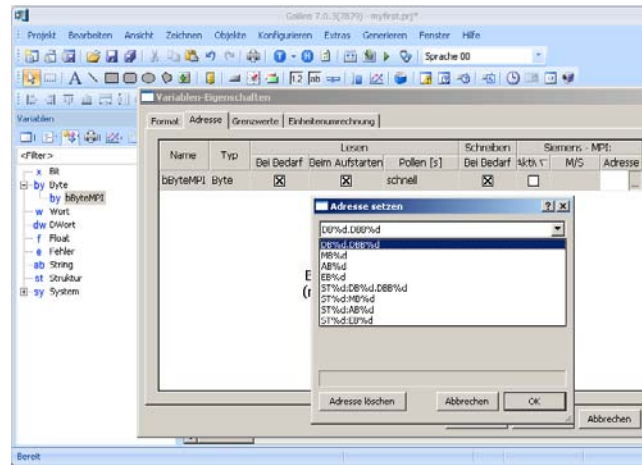 Galileo 7.0.3(7879) - myfirst.prj*
Projekt Bearbeiten Ansicht Zeichnen Objekte Konfigurieren Extras Generieren Fenster Hilfe
Sprache 00
Variablen
<Filter>
x Bit
by Byte
by bByteMPI
w Wort
dw DWort
f Float
e Fehler
ab String
st Struktur
sy System
Variablen-Eigenschaften
Format Adresse Grenzwerte Einheitenumrechnung
Lesen Schreiben Siemens - MPI:
Name Typ Bei Bedarf Beim Aufstarten Pollen [s] Bei Bedarf Aktiv M/S Adresse
bByteMPI Byte schnell ...
Adresse setzen
DB%d.DBB%d
DB%d.DBB%d
MB%d
AB%d
EB%d
ST%d:DB%d.DBB%d
ST%d:MB%d
ST%d:AB%d
ST%d:EB%d
Adresse löschen Abbrechen OK
Abbrechen
Bereit